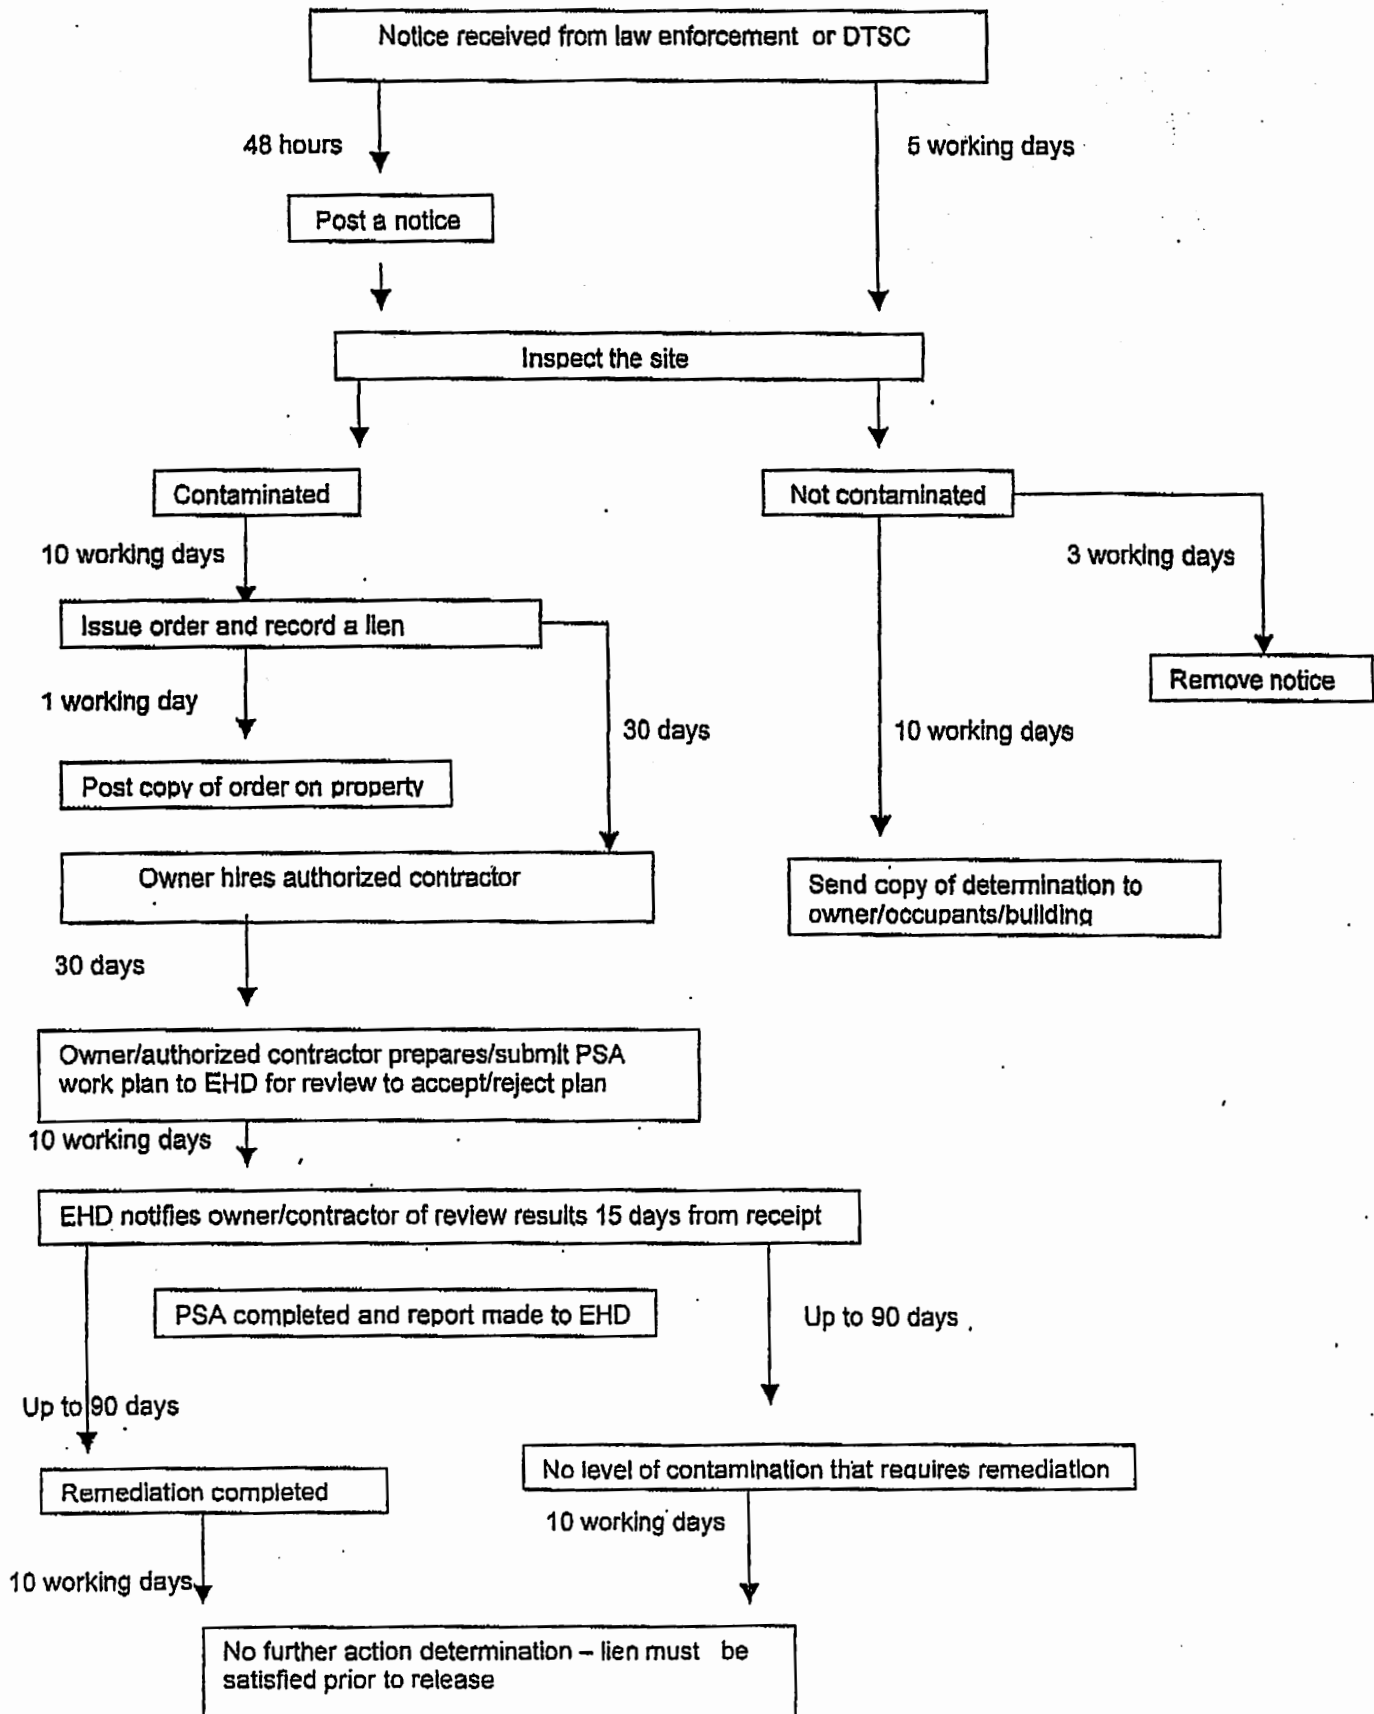 Notice received from law enforcement or DTSC
48 hours
5 working days
Post a notice
Inspect the site
Contaminated
Not contaminated
10 working days
3 working days
Issue order and record a lien
Remove notice
1 working day
30 days
10 working days
Post copy of order on property
Owner hires authorized contractor
Send copy of determination to
owner/occupants/building
30 days
Owner/authorized contractor prepares/submit PSA
work plan to EHD for review to accept/reject plan
10 working days
EHD notifies owner/contractor of review results 15 days from receipt
PSA completed and report made to EHD
Up to 90 days
Up to 90 days
No level of contamination that requires remediation
Remediation completed
10 working days
10 working days
No further action determination – lien must be
satisfied prior to release